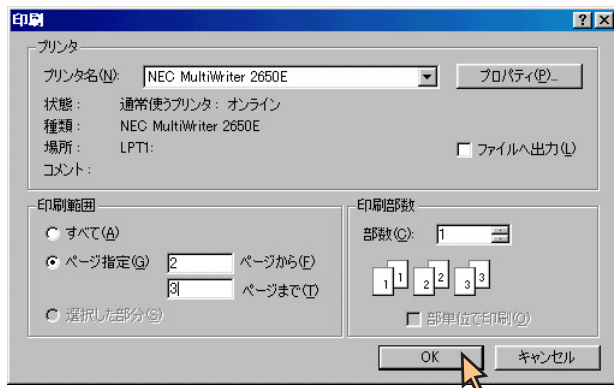 印刷
プリンタ
プリンタ名(N): NEC MultiWriter 2650E プロパティ(P)...
状態： 通常使うプリンタ： オンライン
種類： NEC MultiWriter 2650E
場所： LPT1: ファイルへ出力(L)
コメント：
印刷範囲
すべて(A)
ページ指定(G) 2 ページから(F)
3 ページまで(T)
選択した部分(S)
印刷部数
部数(C): 1
1 1 2 2 3 3
部単位で印刷(O)
OK キャンセル